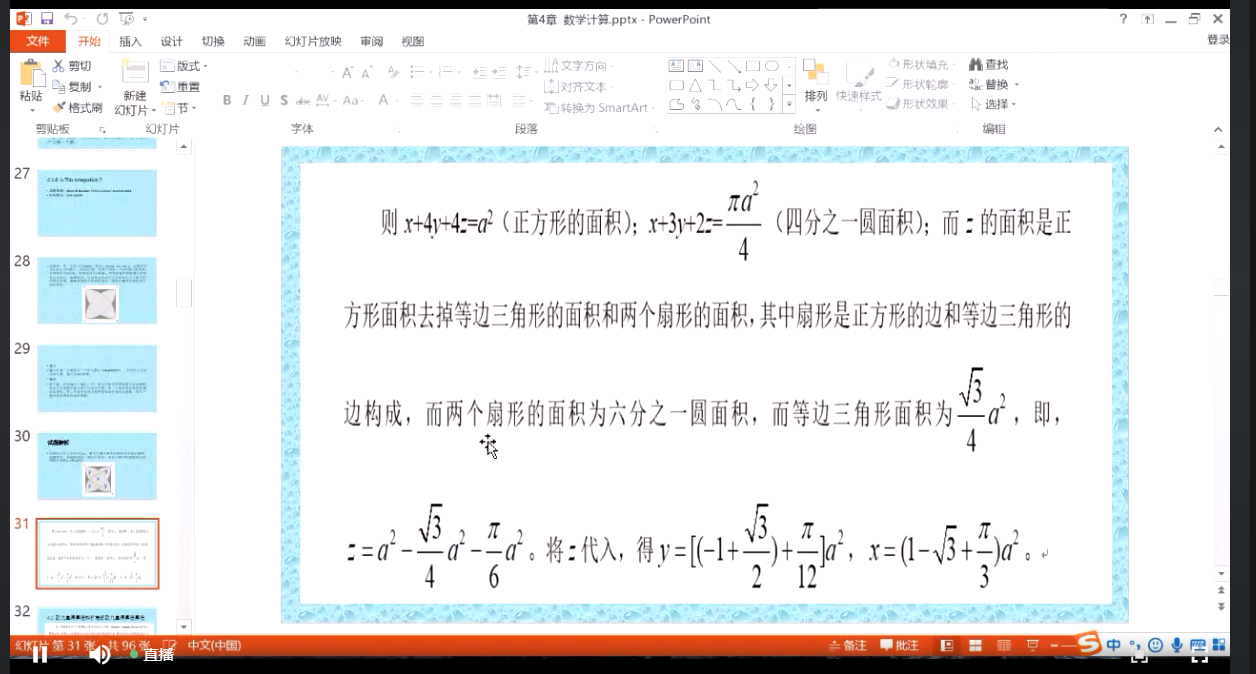 第4章 数学计算.pptx - PowerPoint
文件 开始 插入 设计 切换 动画 幻灯片放映 审阅 视图 登录
粘贴 剪切 复制 格式刷 剪贴板
新建 幻灯片 版式 重置 节 幻灯片
B I U S abc AV Aa A 字体
文字方向 对齐文本 转换为 SmartArt 段落
排列 快速样式 形状填充 形状轮廓 形状效果 绘图
查找 替换 选择 编辑
27
28
29
30
试题解析
31
32
则 x+4y+4z=a²（正方形的面积）；x+3y+2z=πa²/4（四分之一圆面积）；而 z 的面积是正
方形面积去掉等边三角形的面积和两个扇形的面积，其中扇形是正方形的边和等边三角形的
边构成，而两个扇形的面积为六分之一圆面积，而等边三角形面积为 √3/4 a²，即，
z=a²−√3/4 a²−π/6 a²。将 z 代入，得 y=[(−1+√3/2)+π/12]a²，x=(1−√3+π/3)a²。
幻灯片 第 31 张，共 96 张 中文(中国) 备注 批注 中
直播